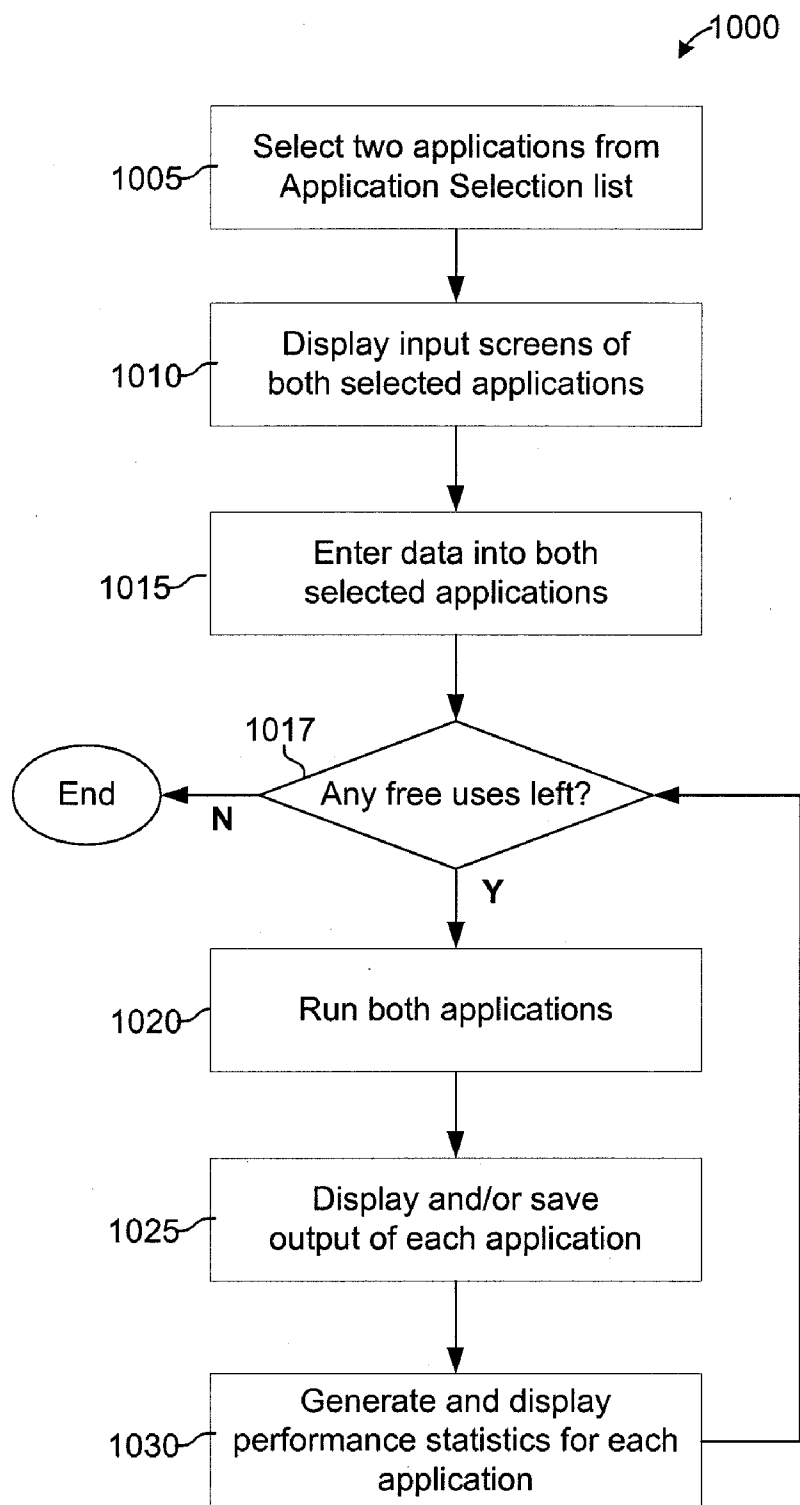 1000
Select two applications from
Application Selection list
1005
Display input screens of
both selected applications
1010
Enter data into both
selected applications
1015
1017
Any free uses left?
End
N
Y
Run both applications
1020
Display and/or save
output of each application
1025
Generate and display
performance statistics for each
application
1030